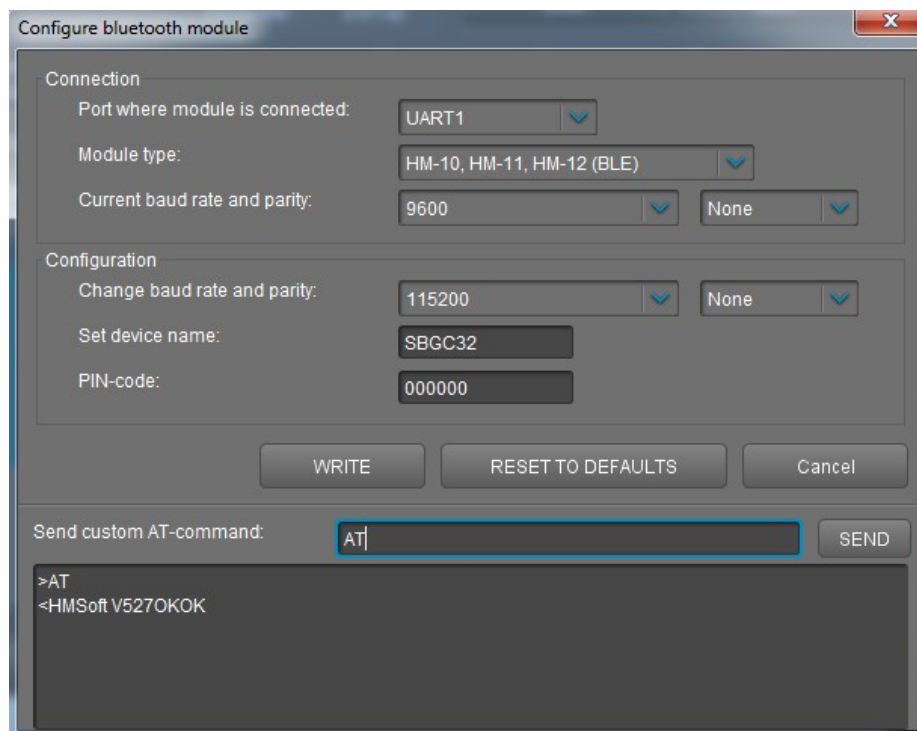 Configure bluetooth module
Connection
Port where module is connected: UART1
Module type: HM-10, HM-11, HM-12 (BLE)
Current baud rate and parity: 9600 None
Configuration
Change baud rate and parity: 115200 None
Set device name: SBGC32
PIN-code: 000000
WRITE RESET TO DEFAULTS Cancel
Send custom AT-command: AT SEND
>AT
<HMSoft V527OKOK